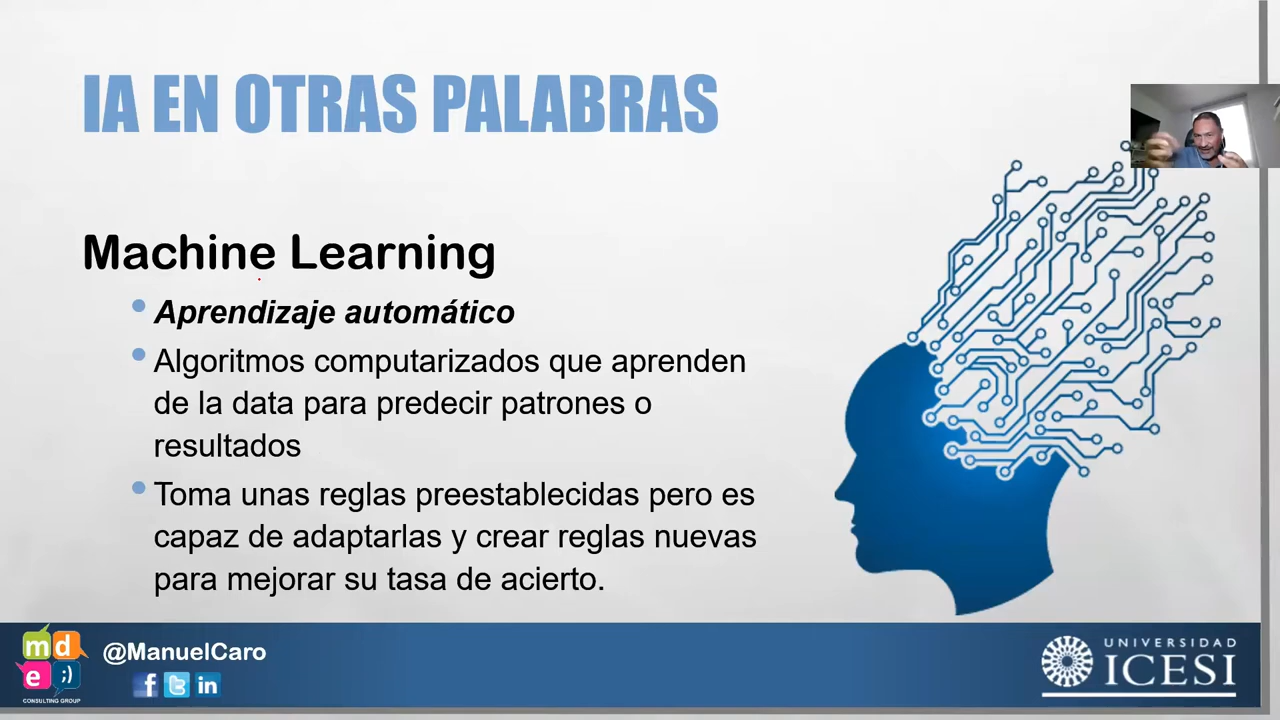 IA EN OTRAS PALABRAS
Machine Learning
Aprendizaje automático
Algoritmos computarizados que aprenden
de la data para predecir patrones o
resultados
Toma unas reglas preestablecidas pero es
capaz de adaptarlas y crear reglas nuevas
para mejorar su tasa de acierto.
md
e ;)
CONSULTING GROUP
@ManuelCaro
f t in
UNIVERSIDAD
ICESI